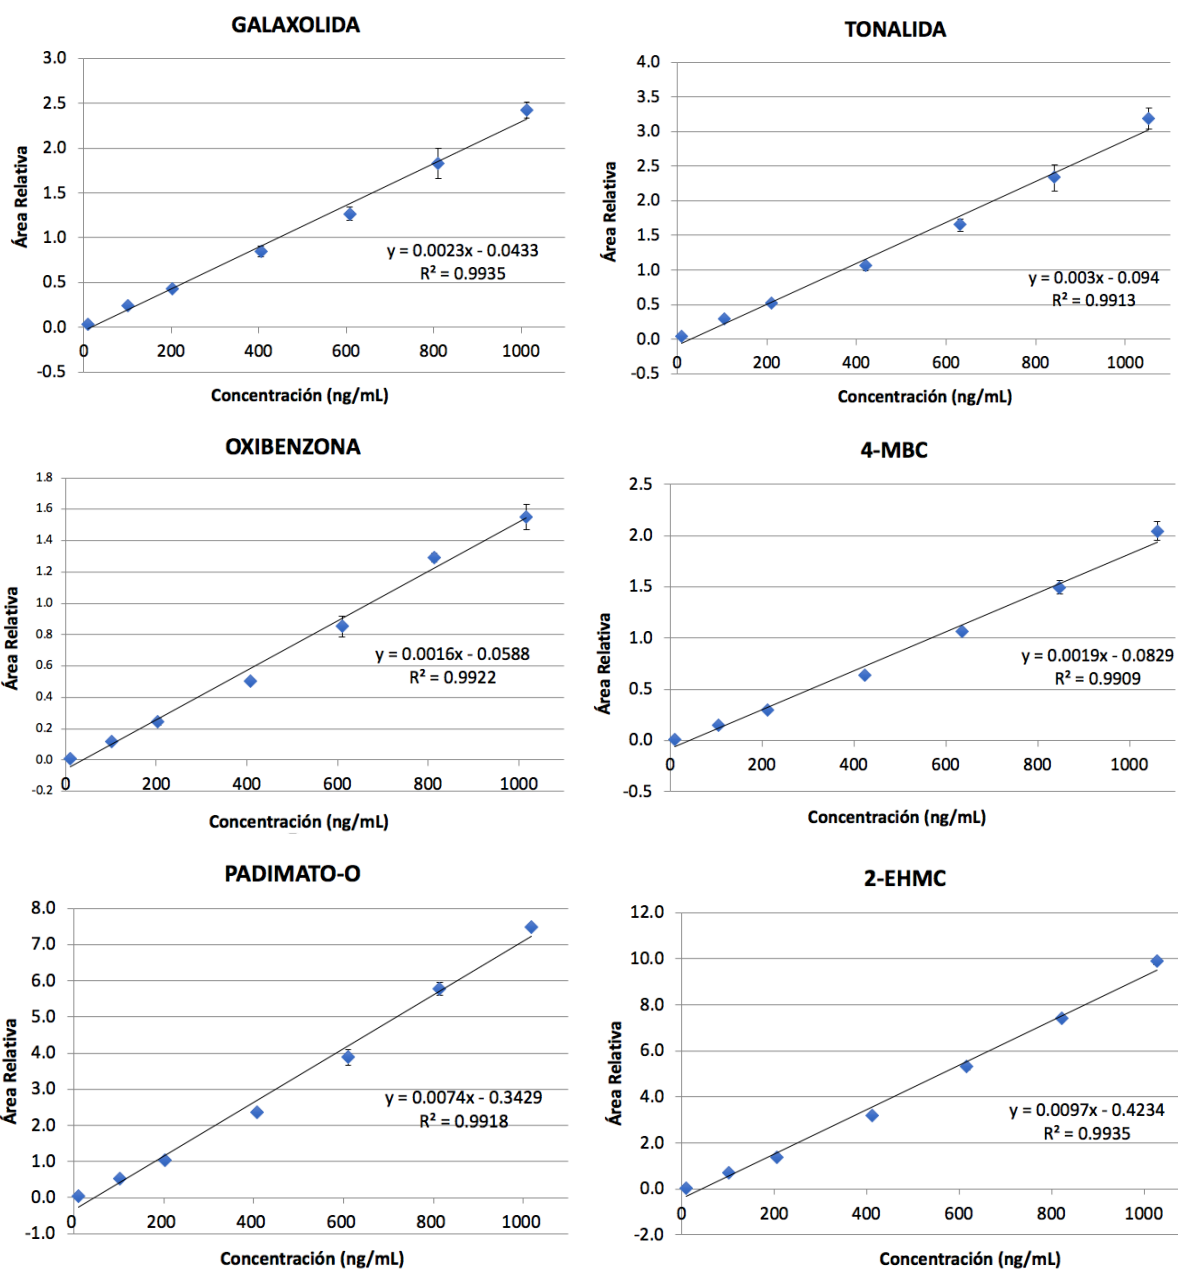 GALAXOLIDA
3.0
2.5
2.0
1.5
1.0
0.5
0.0
-0.5
0 200 400 600 800 1000
Área Relativa
Concentración (ng/mL)
y = 0.0023x - 0.0433
R² = 0.9935
TONALIDA
4.0
3.5
3.0
2.5
2.0
1.5
1.0
0.5
0.0
-0.5
0 200 400 600 800 1000
Área Relativa
Concentración (ng/mL)
y = 0.003x - 0.094
R² = 0.9913
OXIBENZONA
1.8
1.6
1.4
1.2
1.0
0.8
0.6
0.4
0.2
0.0
-0.2
0 200 400 600 800 1000
Área Relativa
Concentración (ng/mL)
y = 0.0016x - 0.0588
R² = 0.9922
4-MBC
2.5
2.0
1.5
1.0
0.5
0.0
-0.5
0 200 400 600 800 1000
Área Relativa
Concentración (ng/mL)
y = 0.0019x - 0.0829
R² = 0.9909
PADIMATO-O
8.0
7.0
6.0
5.0
4.0
3.0
2.0
1.0
0.0
-1.0
0 200 400 600 800 1000
Área Relativa
Concentración (ng/mL)
y = 0.0074x - 0.3429
R² = 0.9918
2-EHMC
12.0
10.0
8.0
6.0
4.0
2.0
0.0
-2.0
0 200 400 600 800 1000
Área Relativa
Concentración (ng/mL)
y = 0.0097x - 0.4234
R² = 0.9935